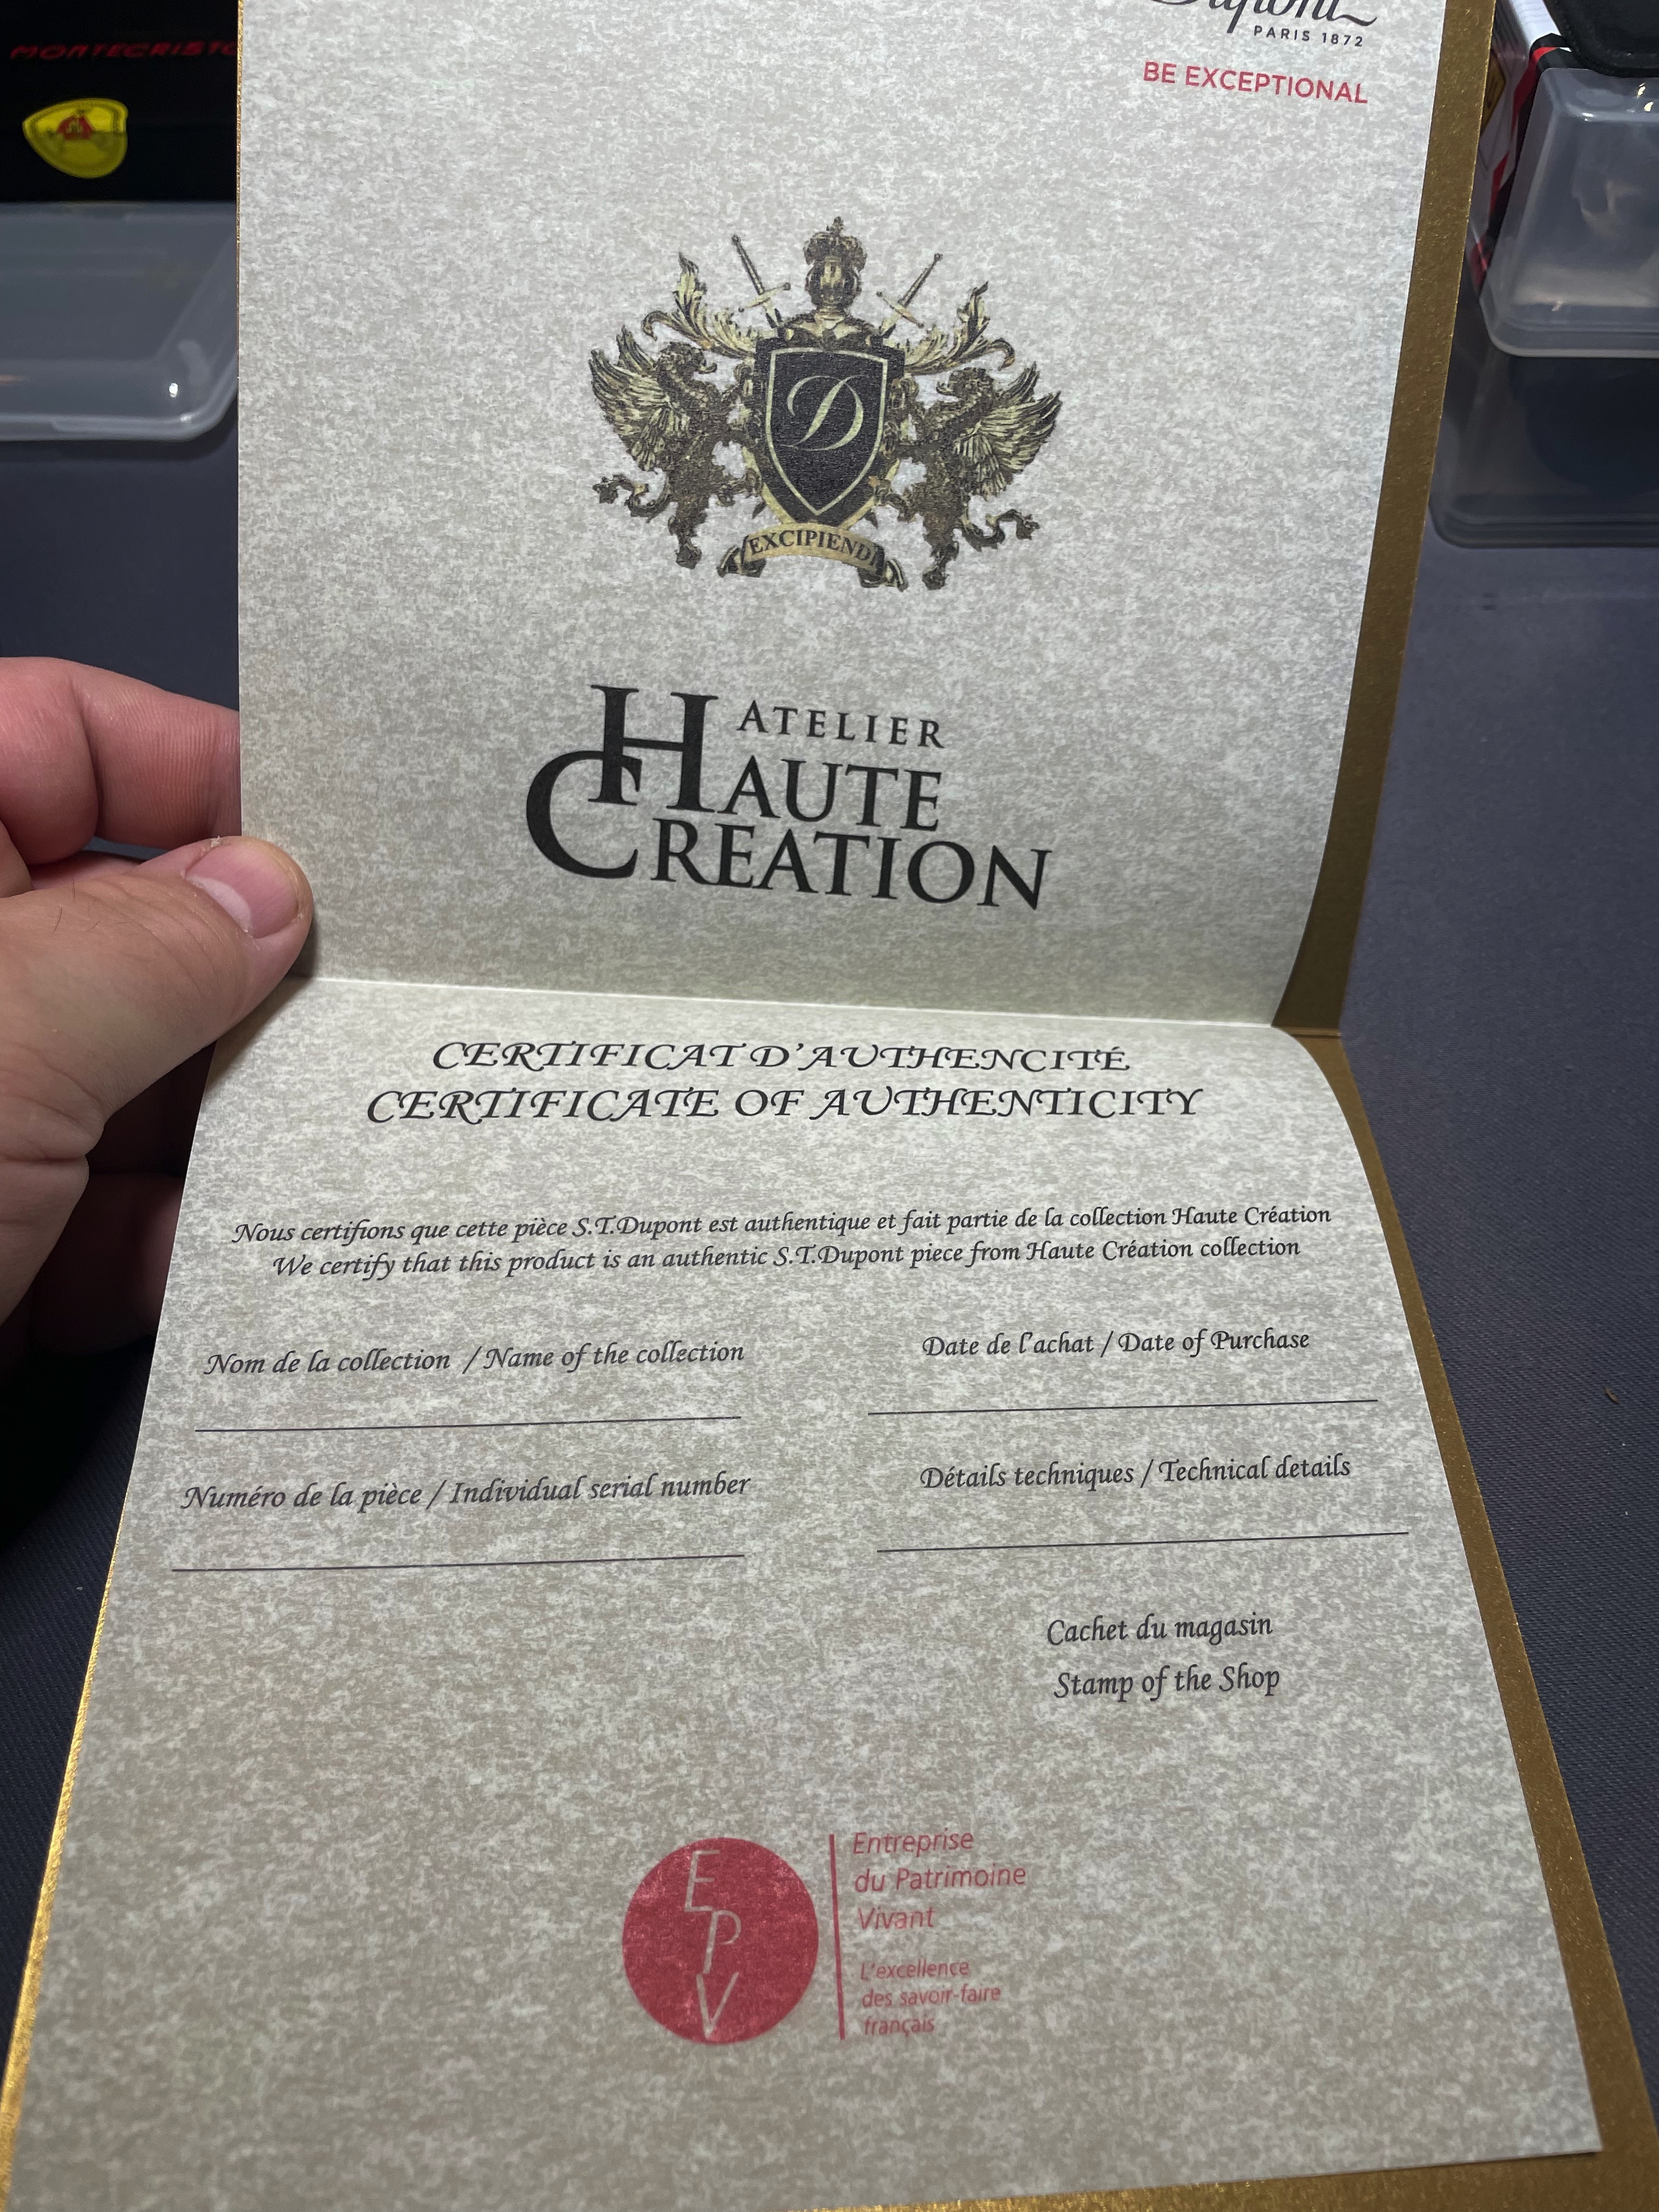 MONTECRISTO
Dupont
PARIS 1872
BE EXCEPTIONAL
D
EXCIPIENDI
ATELIER
HAUTE
CREATION
CERTIFICAT D'AUTHENCITÉ
CERTIFICATE OF AUTHENTICITY
Nous certifions que cette pièce S.T.Dupont est authentique et fait partie de la collection Haute Création
We certify that this product is an authentic S.T.Dupont piece from Haute Création collection
Nom de la collection / Name of the collection
Date de l'achat / Date of Purchase
Numéro de la pièce / Individual serial number
Détails techniques / Technical details
Cachet du magasin
Stamp of the Shop
E
P
V
Entreprise
du Patrimoine
Vivant
L'excellence
des savoir-faire
français